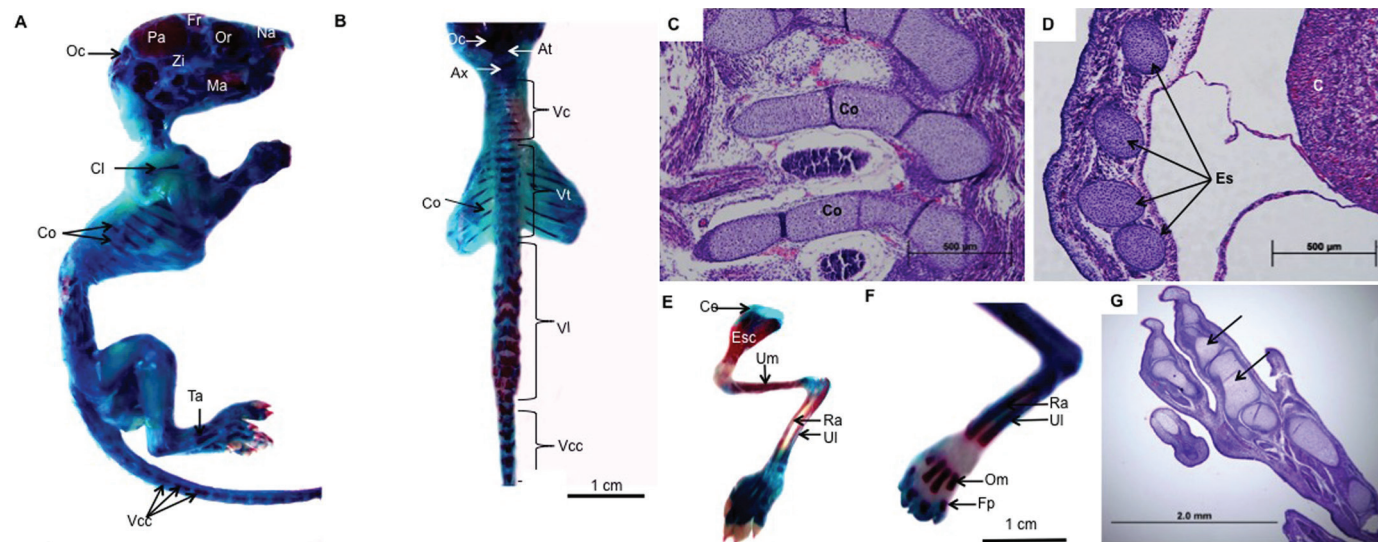 A
Fr
Pa
Or
Na
Oc
Zi
Ma
Cl
Co
Ta
Vcc
B
Oc
At
Ax
Vc
Vt
Co
Vl
Vcc
1 cm
C
Co
Co
500 µm
D
C
Es
500 µm
E
Ce
Esc
Um
Ra
Ul
F
Ra
Ul
Om
Fp
1 cm
G
2.0 mm